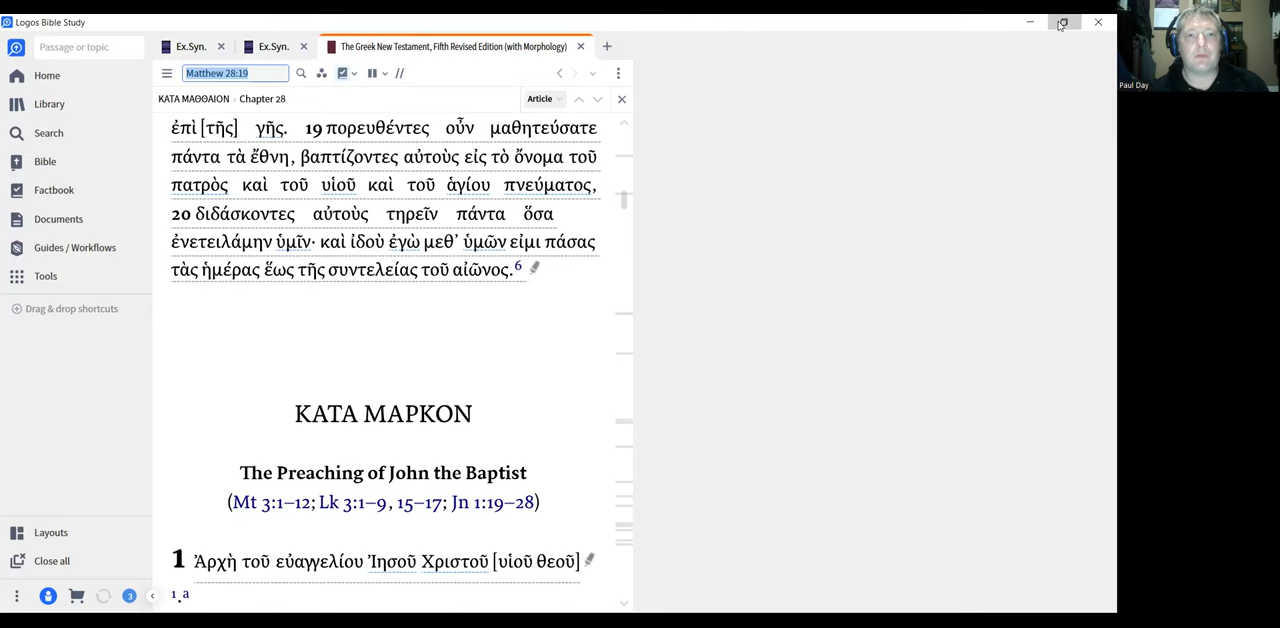 Logos Bible Study
Passage or topic
Home
Library
Search
Bible
Factbook
Documents
Guides / Workflows
Tools
Drag & drop shortcuts
Layouts
Close all
3
Ex.Syn.
Ex.Syn.
The Greek New Testament, Fifth Revised Edition (with Morphology)
Matthew 28:19
ΚΑΤΑ ΜΑΘΘΑΙΟΝ › Chapter 28
Article
ἐπὶ [τῆς] γῆς. 19 πορευθέντες οὖν μαθητεύσατε
πάντα τὰ ἔθνη, βαπτίζοντες αὐτοὺς εἰς τὸ ὄνομα τοῦ
πατρὸς καὶ τοῦ υἱοῦ καὶ τοῦ ἁγίου πνεύματος,
20 διδάσκοντες αὐτοὺς τηρεῖν πάντα ὅσα
ἐνετειλάμην ὑμῖν· καὶ ἰδοὺ ἐγὼ μεθ’ ὑμῶν εἰμι πάσας
τὰς ἡμέρας ἕως τῆς συντελείας τοῦ αἰῶνος.6
ΚΑΤΑ ΜΑΡΚΟΝ
The Preaching of John the Baptist
(Mt 3:1–12; Lk 3:1–9, 15–17; Jn 1:19–28)
1 Ἀρχὴ τοῦ εὐαγγελίου Ἰησοῦ Χριστοῦ [υἱοῦ θεοῦ]
1.a
Paul Day